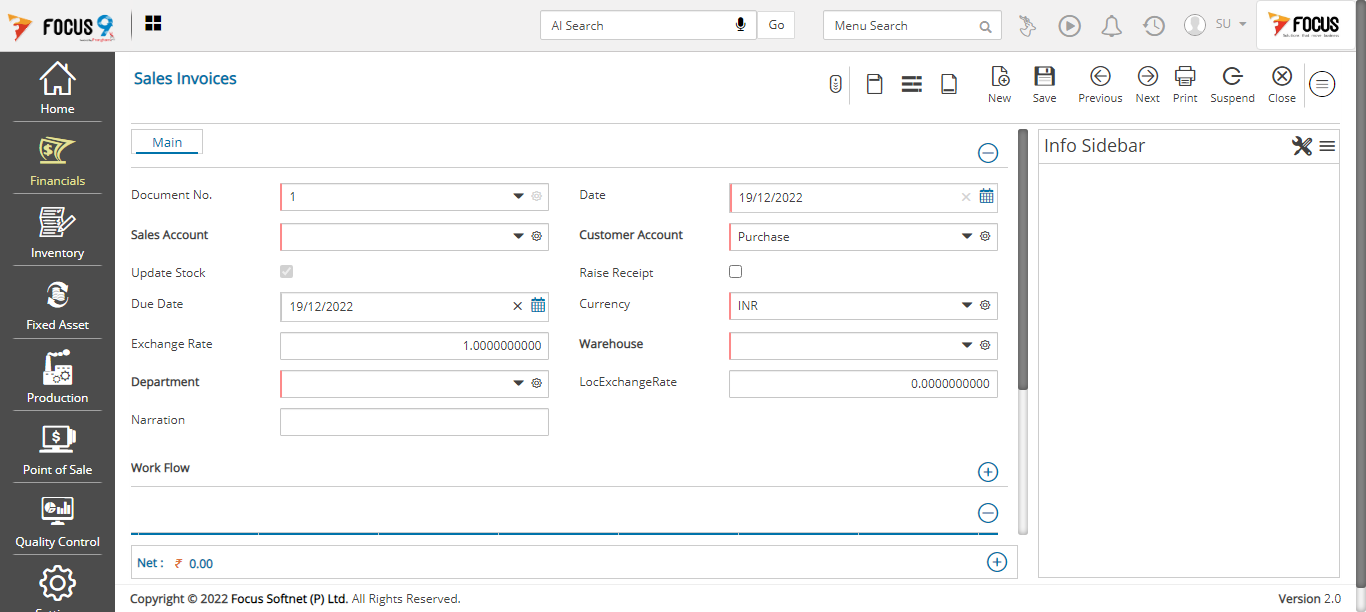 FOCUS 9
AI Search
Go
Menu Search
SU
FOCUS
Home
Financials
Inventory
Fixed Asset
Production
Point of Sale
Quality Control
Sales Invoices
New
Save
Previous
Next
Print
Suspend
Close
Main
Document No.
1
Date
19/12/2022
Sales Account
Customer Account
Purchase
Update Stock
Raise Receipt
Due Date
19/12/2022
Currency
INR
Exchange Rate
1.0000000000
Warehouse
Department
LocExchangeRate
0.0000000000
Narration
Work Flow
Net : ₹ 0.00
Info Sidebar
Copyright © 2022 Focus Softnet (P) Ltd. All Rights Reserved.
Version 2.0